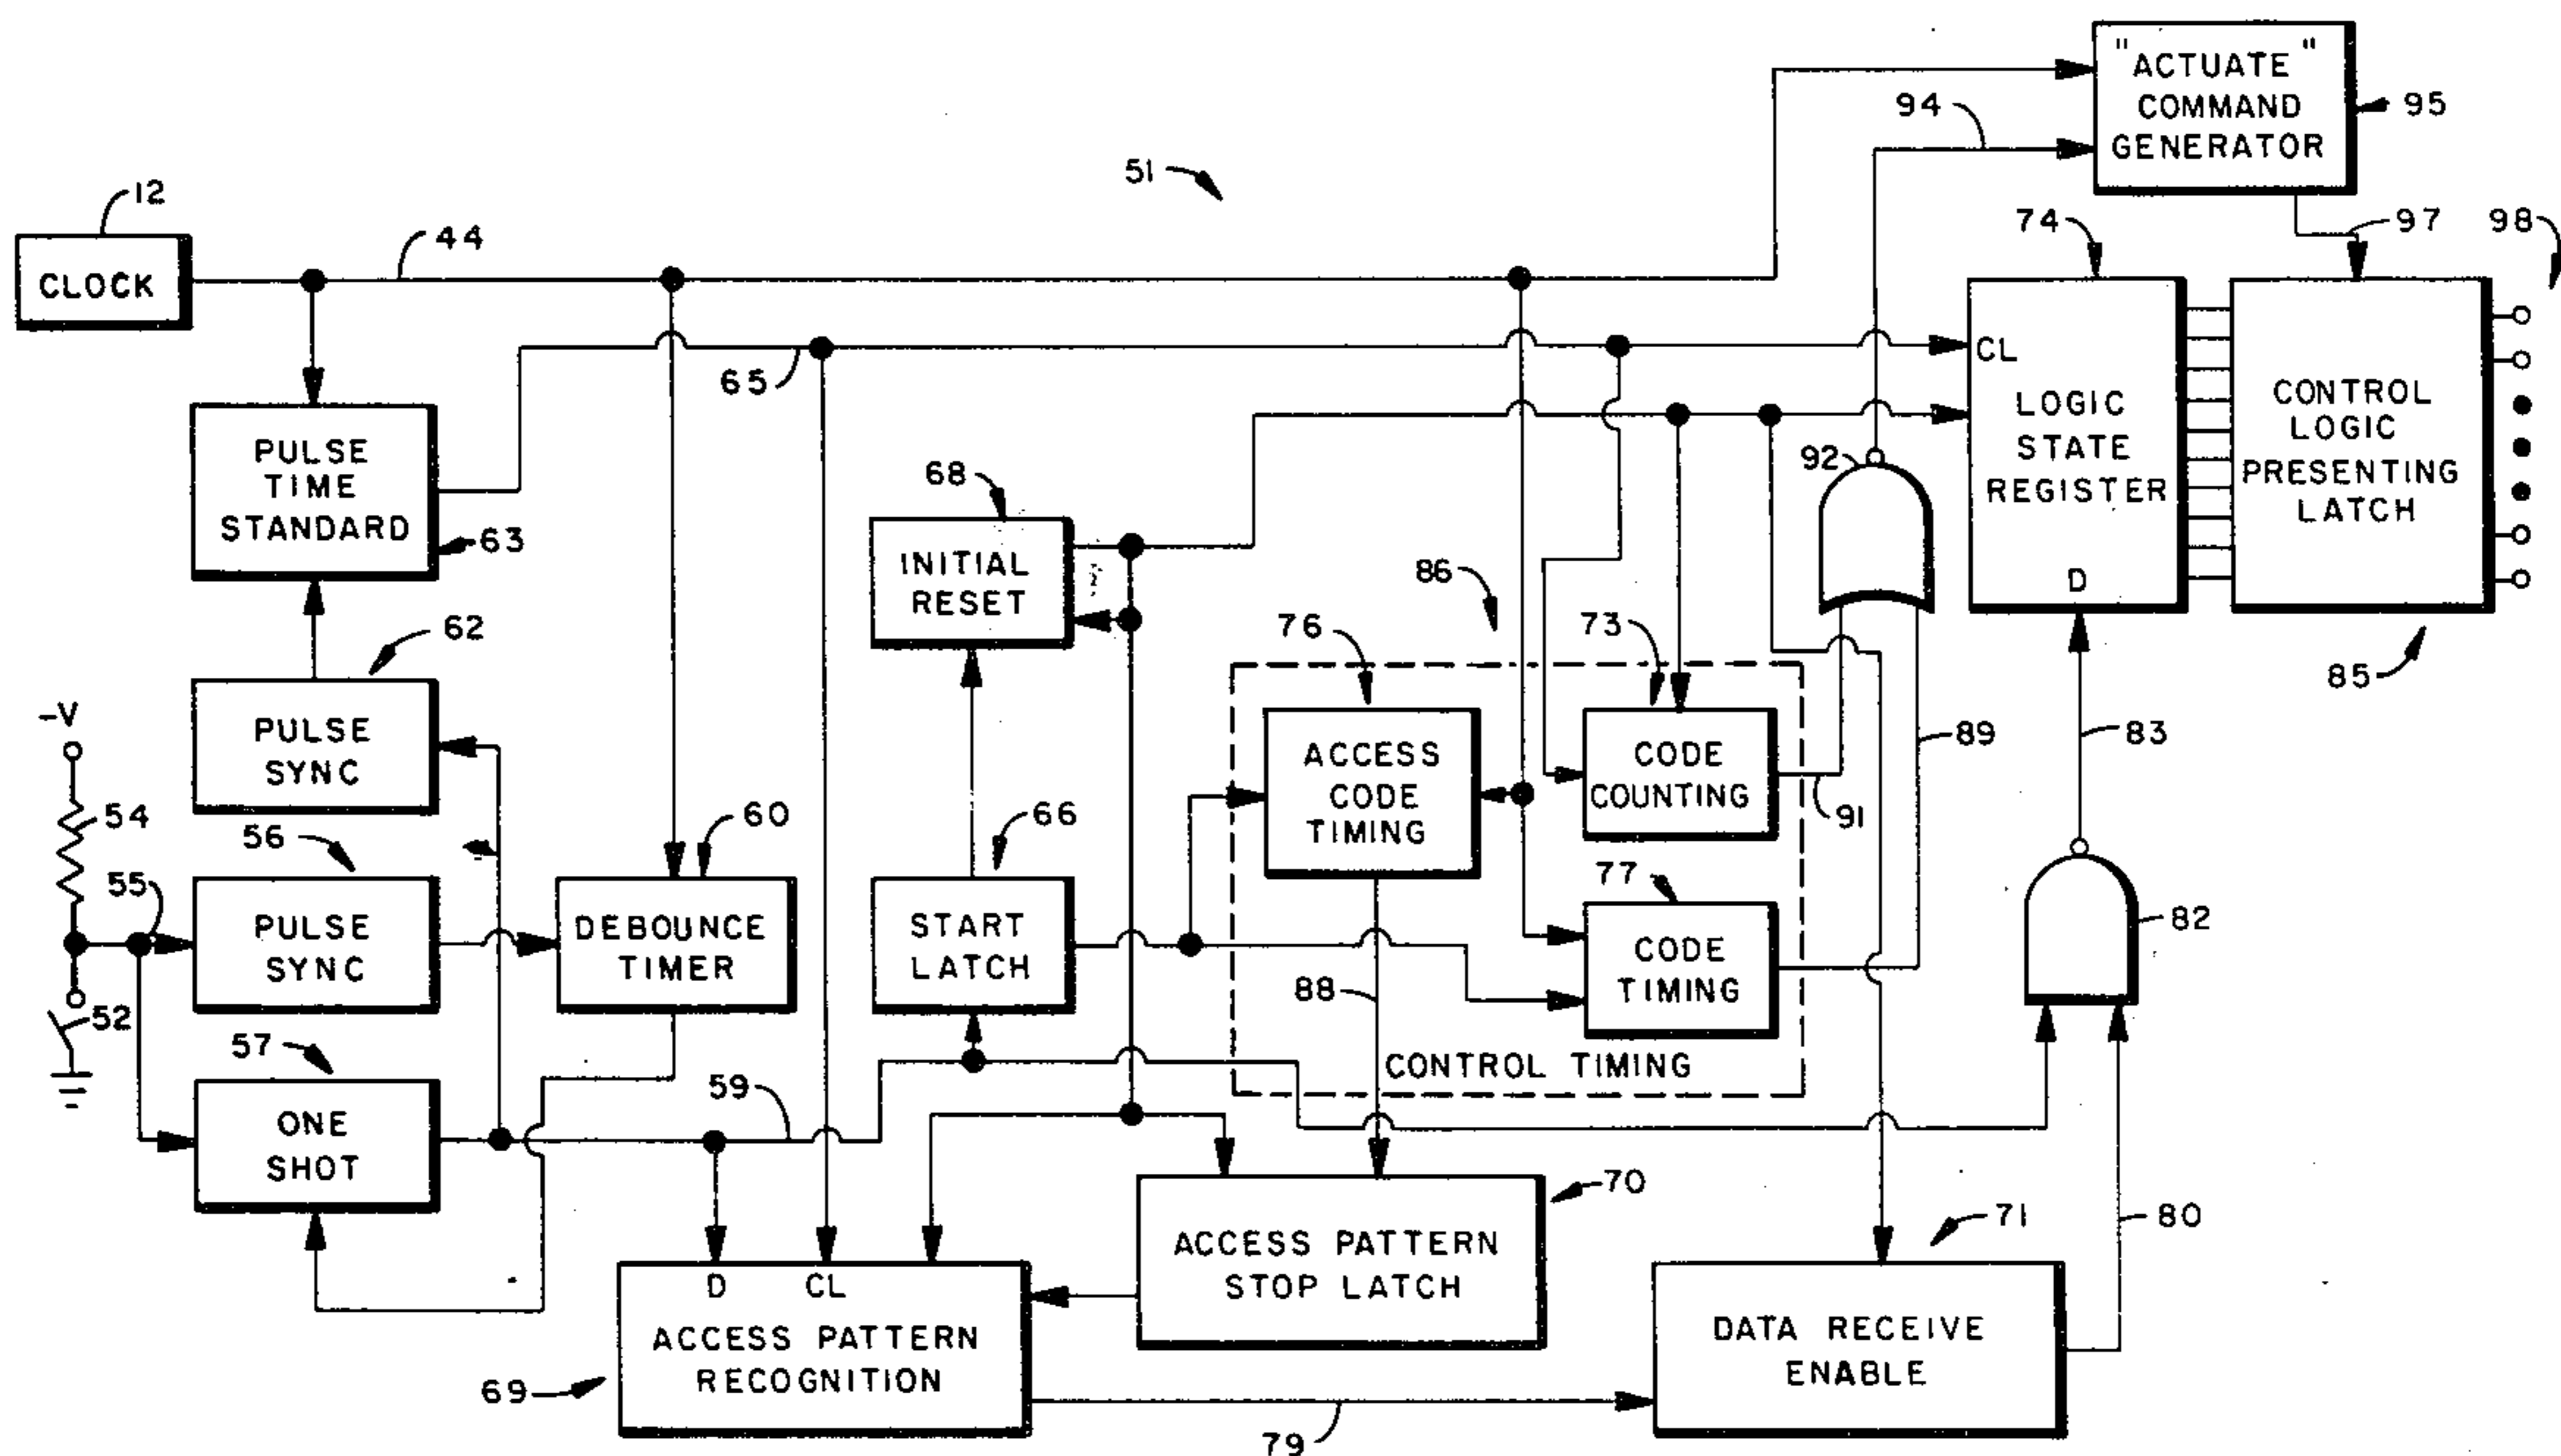 "ACTUATE"
COMMAND
GENERATOR
95
94
51
12
CLOCK
44
74
97
98
PULSE
TIME
STANDARD
63
65
CL
LOGIC
STATE
REGISTER
D
CONTROL
LOGIC
PRESENTING
LATCH
85
92
68
INITIAL
RESET
86
62
PULSE
SYNC
76
73
ACCESS
CODE
TIMING
CODE
COUNTING
91
89
83
-V
54
55
52
56
PULSE
SYNC
60
DEBOUNCE
TIMER
66
START
LATCH
77
CODE
TIMING
88
82
CONTROL TIMING
57
ONE
SHOT
59
70
ACCESS PATTERN
STOP LATCH
71
80
D
CL
ACCESS PATTERN
RECOGNITION
69
DATA RECEIVE
ENABLE
79